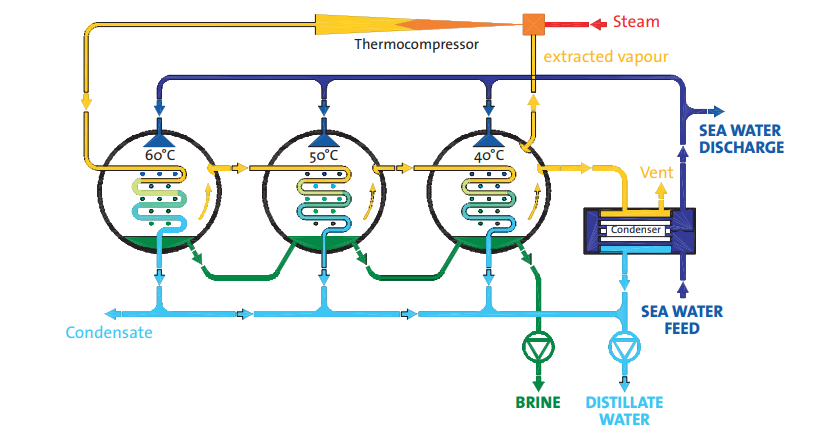 Steam
Thermocompressor
extracted vapour
SEA WATER
DISCHARGE
60°C
50°C
40°C
Vent
Condenser
SEA WATER
FEED
Condensate
BRINE
DISTILLATE
WATER